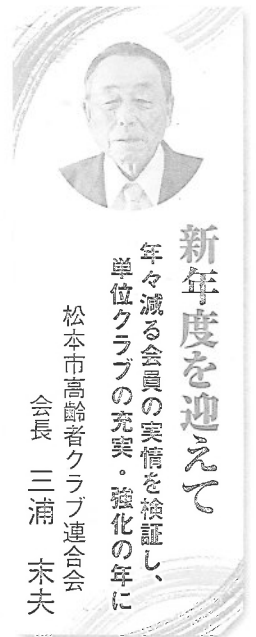 新年度を迎えて
年々減る会員の実情を検証し、
単位クラブの充実・強化の年に
松本市高齢者クラブ連合会
会長 三浦 末夫